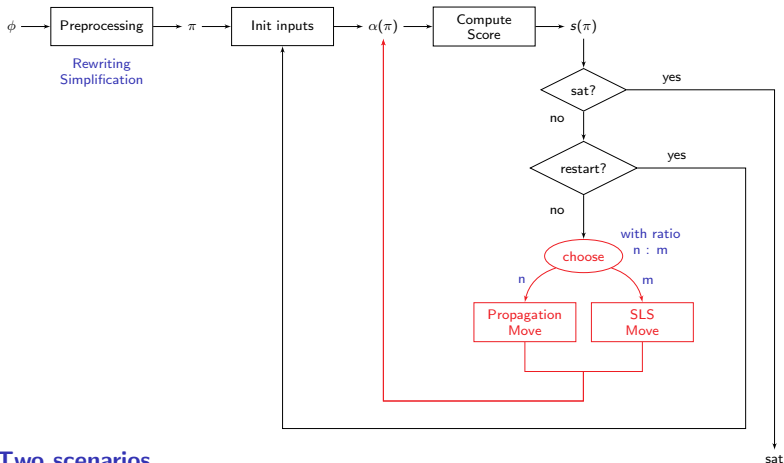 ϕ
Preprocessing
π
Init inputs
α(π)
Compute
Score
s(π)
Rewriting
Simplification
sat?
yes
no
restart?
yes
no
with ratio
n : m
choose
n
m
Propagation
Move
SLS
Move
Two scenarios
sat